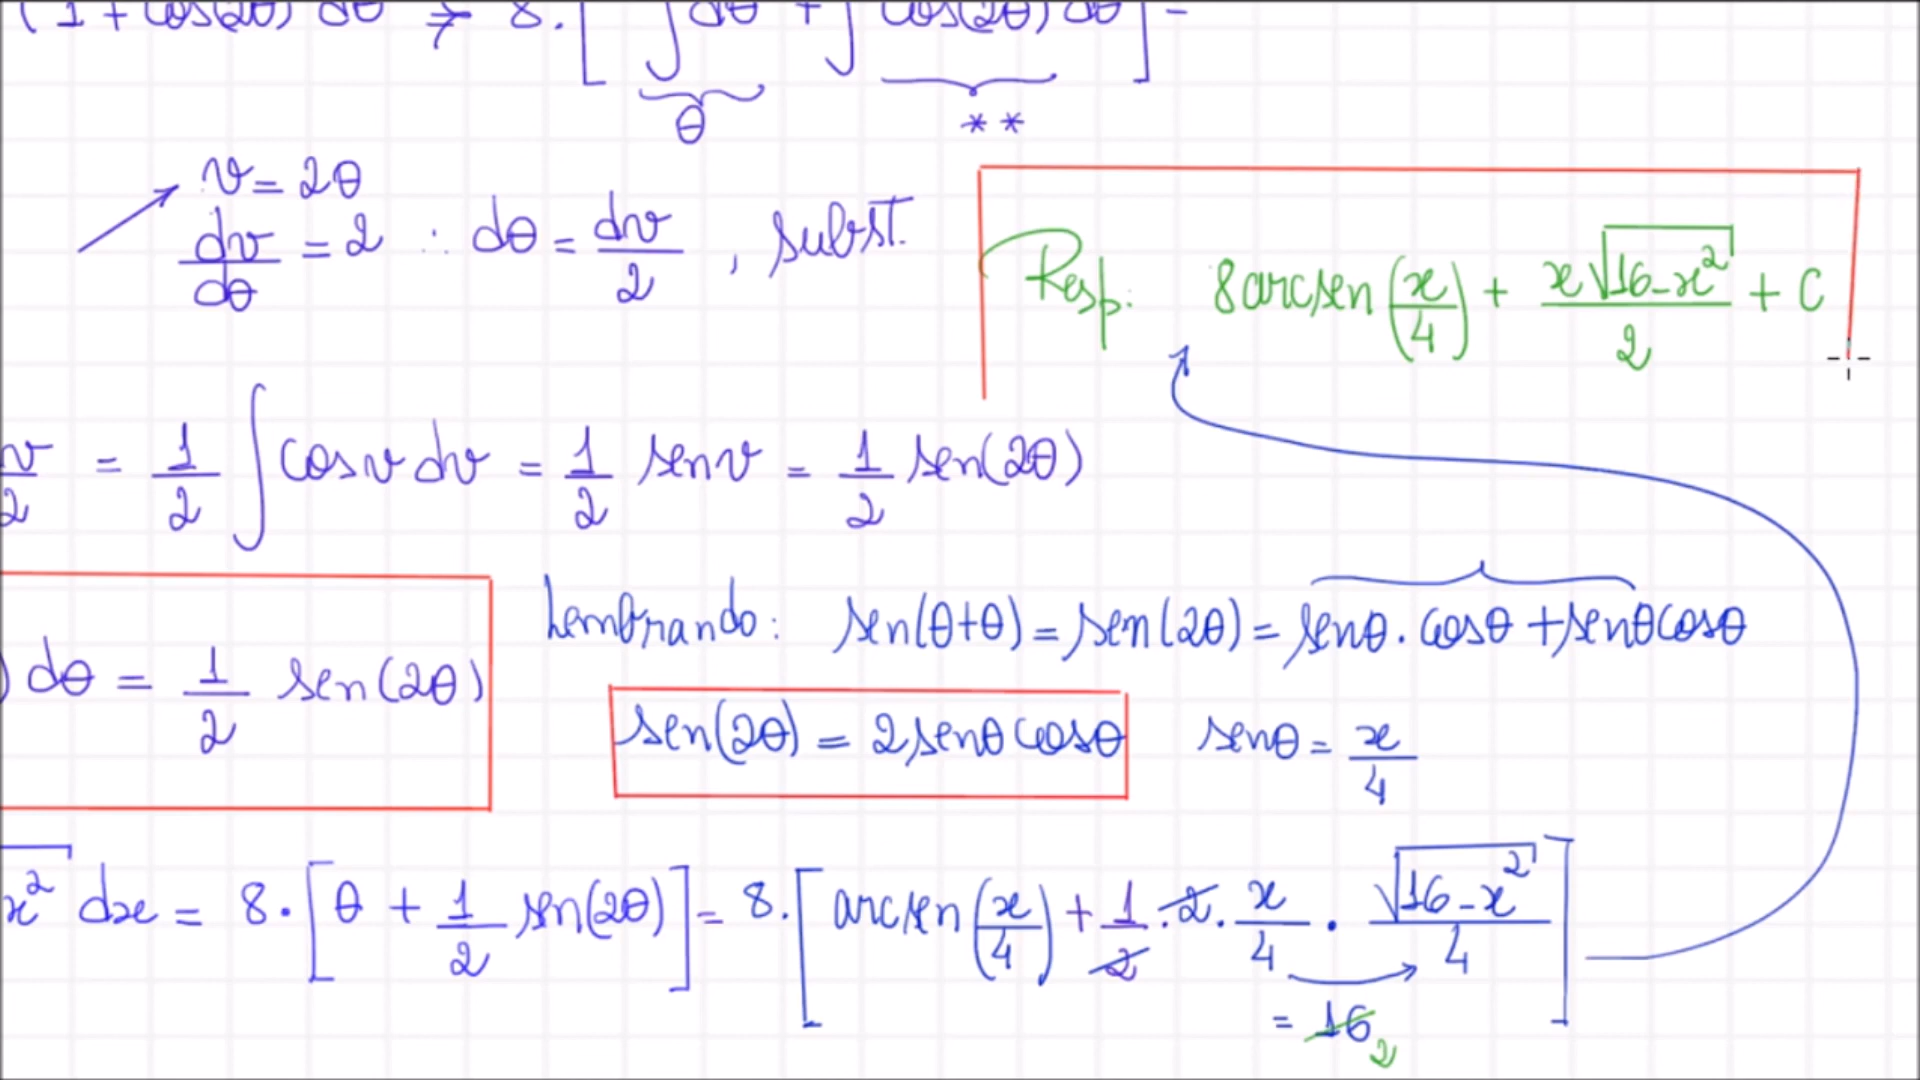 (1 + cos(2θ) dθ ⇒ 8 · [ ∫ dθ + ∫ cos(2θ) dθ ] =
θ **
v = 2θ
dv/dθ = 2 ∴ dθ = dv/2 , subst.
Resp: 8 arcsen(x/4) + x√(16-x²)/2 + C
v/2 = 1/2 ∫ cos v dv = 1/2 sen v = 1/2 sen(2θ)
) dθ = 1/2 sen(2θ)
Lembrando: sen(θ+θ) = sen(2θ) = senθ · cosθ + senθ cosθ
sen(2θ) = 2 senθ cosθ
senθ = x/4
x² dx = 8 · [ θ + 1/2 sen(2θ) ] = 8 · [ arcsen(x/4) + 1/2 · 2 · x/4 · √(16-x²)/4 ]
= 16 2